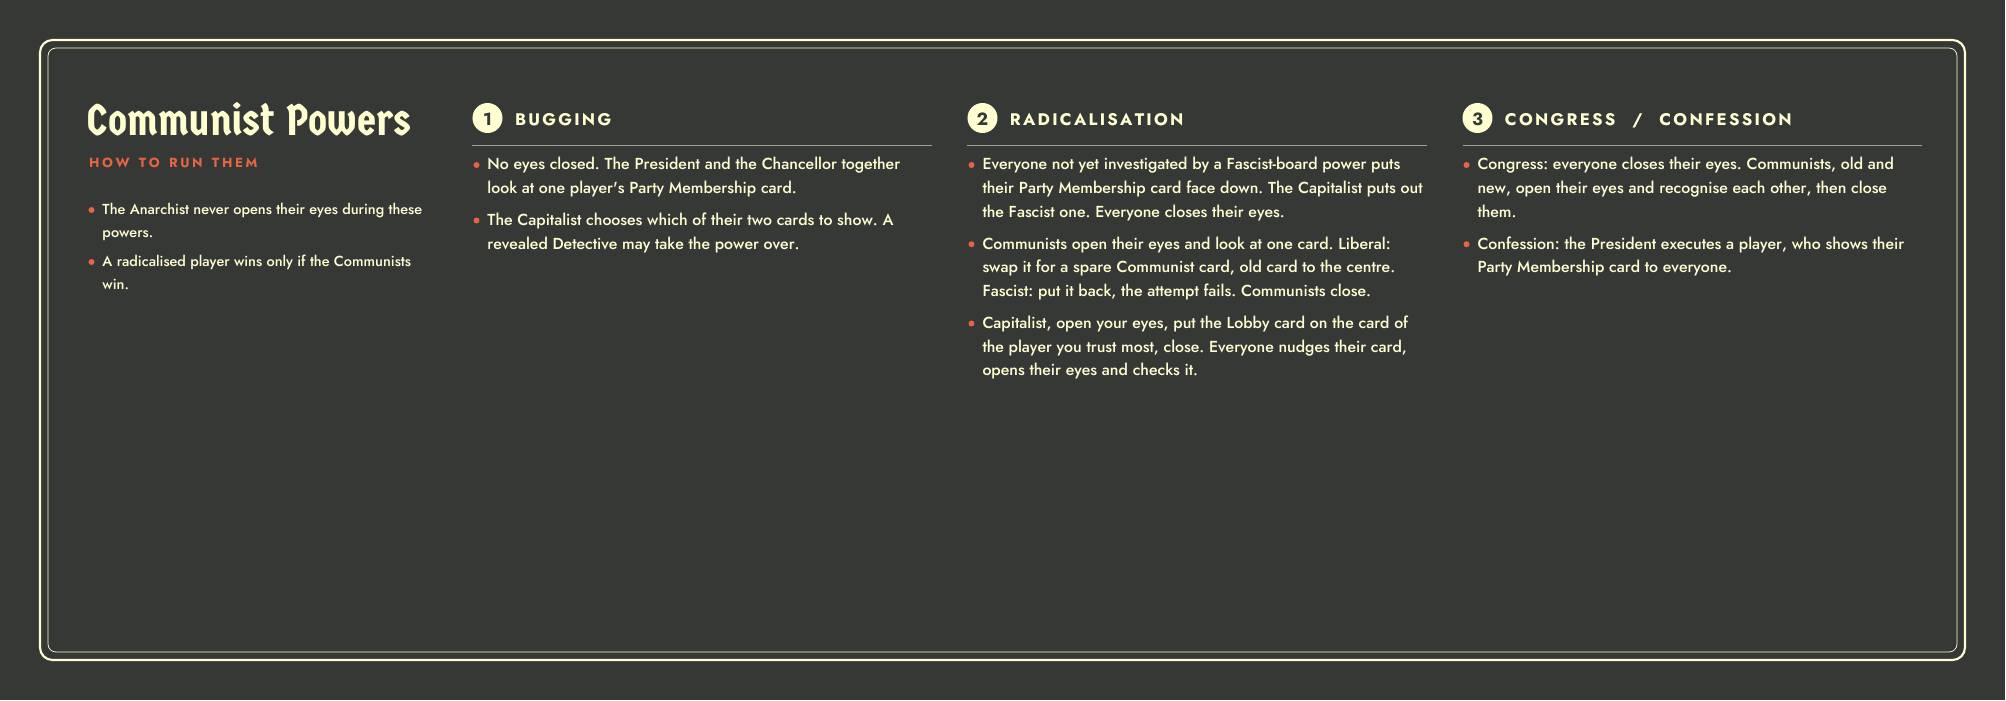 Communist Powers
HOW TO RUN THEM
• The Anarchist never opens their eyes during these
powers.
• A radicalised player wins only if the Communists
win.
1 BUGGING
• No eyes closed. The President and the Chancellor together
look at one player's Party Membership card.
• The Capitalist chooses which of their two cards to show. A
revealed Detective may take the power over.
2 RADICALISATION
• Everyone not yet investigated by a Fascist-board power puts
their Party Membership card face down. The Capitalist puts out
the Fascist one. Everyone closes their eyes.
• Communists open their eyes and look at one card. Liberal:
swap it for a spare Communist card, old card to the centre.
Fascist: put it back, the attempt fails. Communists close.
• Capitalist, open your eyes, put the Lobby card on the card of
the player you trust most, close. Everyone nudges their card,
opens their eyes and checks it.
3 CONGRESS / CONFESSION
• Congress: everyone closes their eyes. Communists, old and
new, open their eyes and recognise each other, then close
them.
• Confession: the President executes a player, who shows their
Party Membership card to everyone.